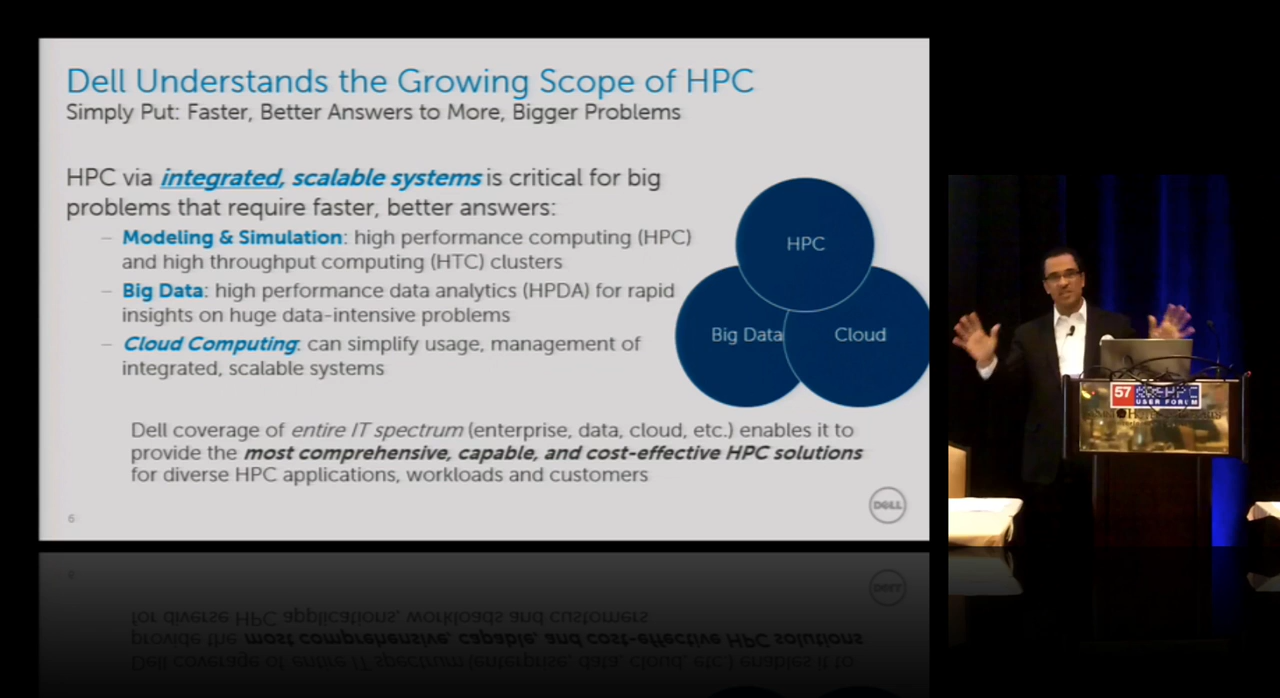 Dell Understands the Growing Scope of HPC
Simply Put: Faster, Better Answers to More, Bigger Problems
HPC via integrated, scalable systems is critical for big
problems that require faster, better answers:
– Modeling & Simulation: high performance computing (HPC)
and high throughput computing (HTC) clusters
– Big Data: high performance data analytics (HPDA) for rapid
insights on huge data-intensive problems
– Cloud Computing: can simplify usage, management of
integrated, scalable systems
HPC
Big Data
Cloud
Dell coverage of entire IT spectrum (enterprise, data, cloud, etc.) enables it to
provide the most comprehensive, capable, and cost-effective HPC solutions
for diverse HPC applications, workloads and customers
6
DELL
57 HPC
USER FORUM